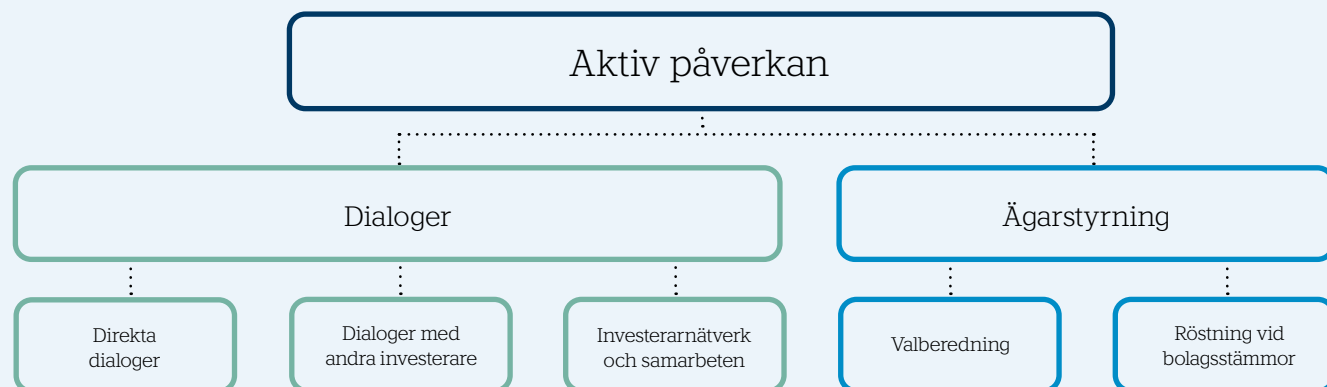 Aktiv påverkan
Dialoger
Ägarstyrning
Direkta
dialoger
Dialoger med
andra investerare
Investerarnätverk
och samarbeten
Valberedning
Röstning vid
bolagsstämmor